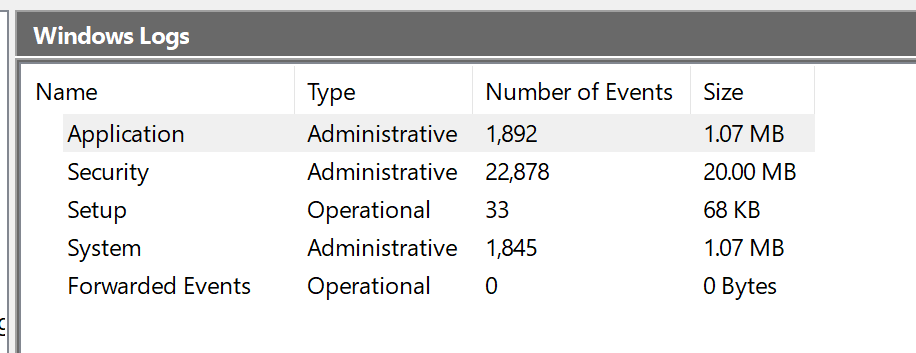 Windows Logs
Name Type Number of Events Size
Application Administrative 1,892 1.07 MB
Security Administrative 22,878 20.00 MB
Setup Operational 33 68 KB
System Administrative 1,845 1.07 MB
Forwarded Events Operational 0 0 Bytes